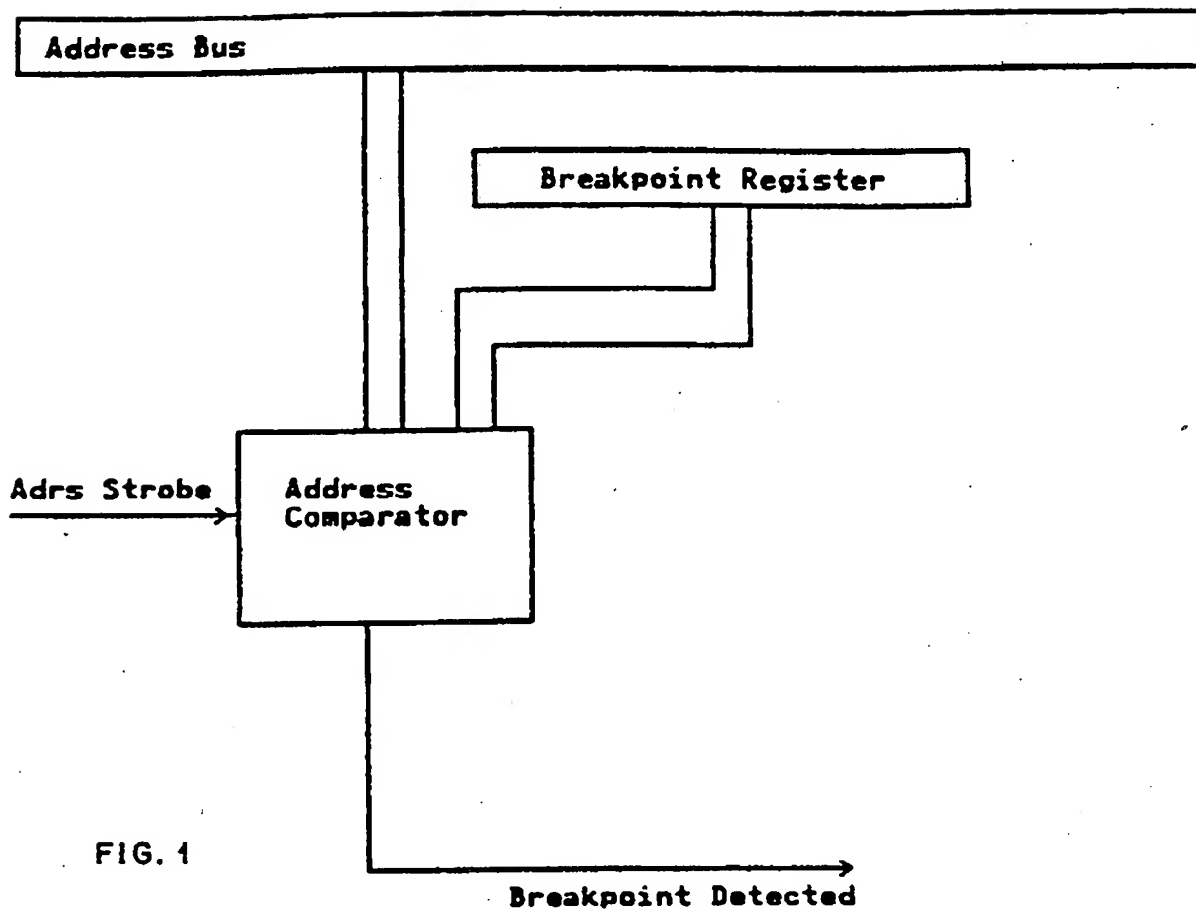 Address Bus
Breakpoint Register
Adrs Strobe
Address
Comparator
FIG. 1
Breakpoint Detected